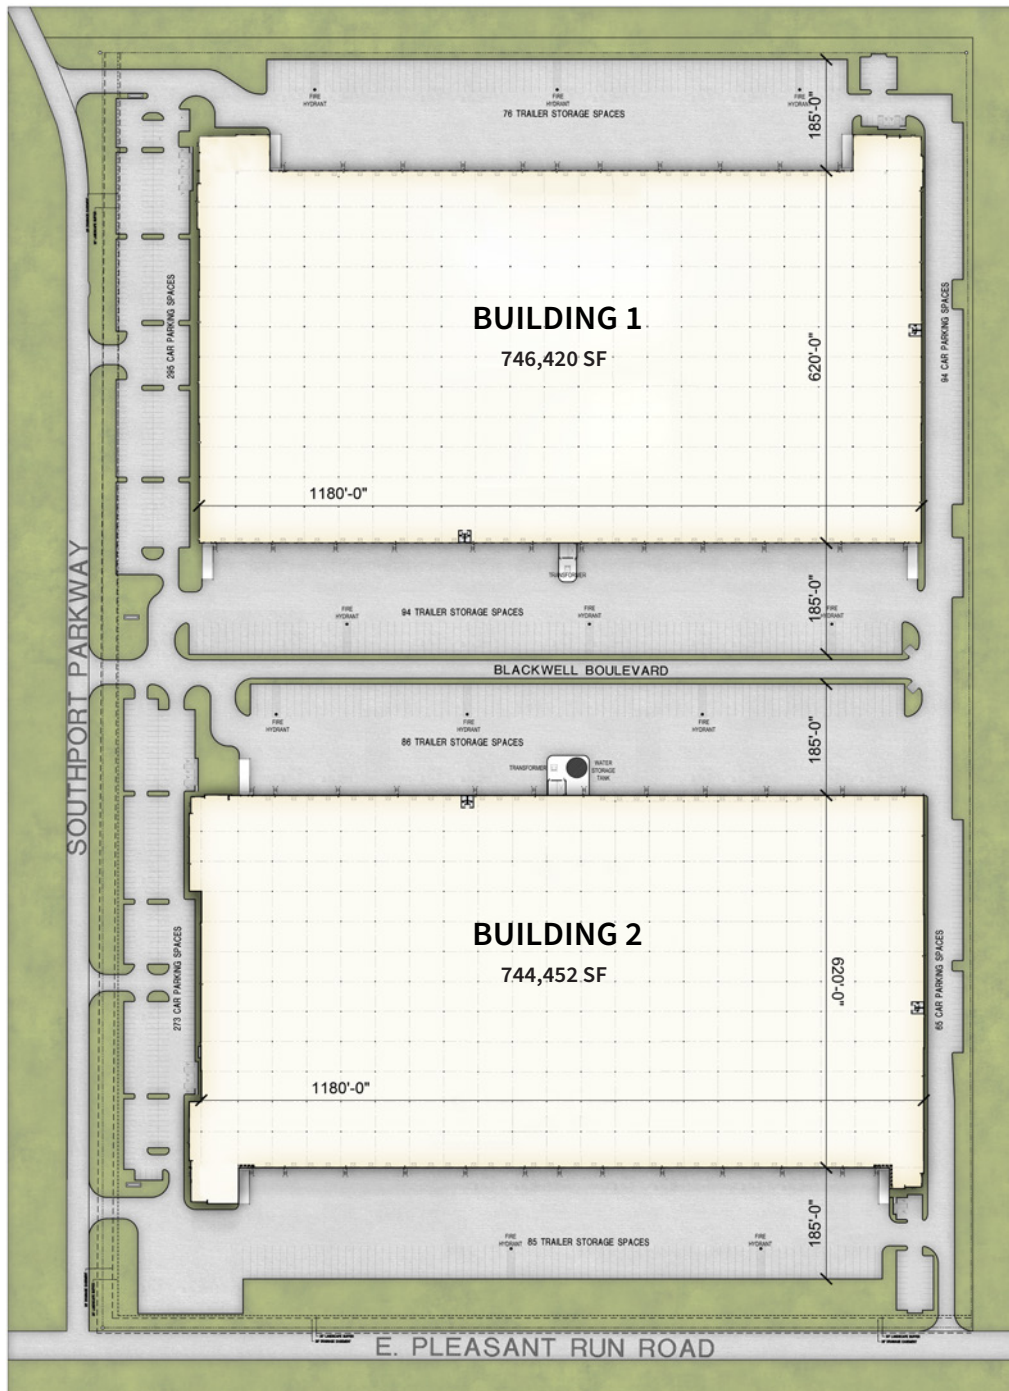 FIRE
HYDRANT
FIRE
HYDRANT
FIRE
HYDRANT
76 TRAILER STORAGE SPACES
185'-0"
BUILDING 1
746,420 SF
295 CAR PARKING SPACES
94 CAR PARKING SPACES
620'-0"
1180'-0"
TRANSFORMER
94 TRAILER STORAGE SPACES
FIRE
HYDRANT
FIRE
HYDRANT
FIRE
HYDRANT
185'-0"
BLACKWELL BOULEVARD
SOUTHPORT PARKWAY
FIRE
HYDRANT
FIRE
HYDRANT
FIRE
HYDRANT
86 TRAILER STORAGE SPACES
185'-0"
TRANSFORMER
WATER
STORAGE
TANK
BUILDING 2
744,452 SF
273 CAR PARKING SPACES
65 CAR PARKING SPACES
620'-0"
1180'-0"
185'-0"
FIRE
HYDRANT
85 TRAILER STORAGE SPACES
FIRE
HYDRANT
E. PLEASANT RUN ROAD